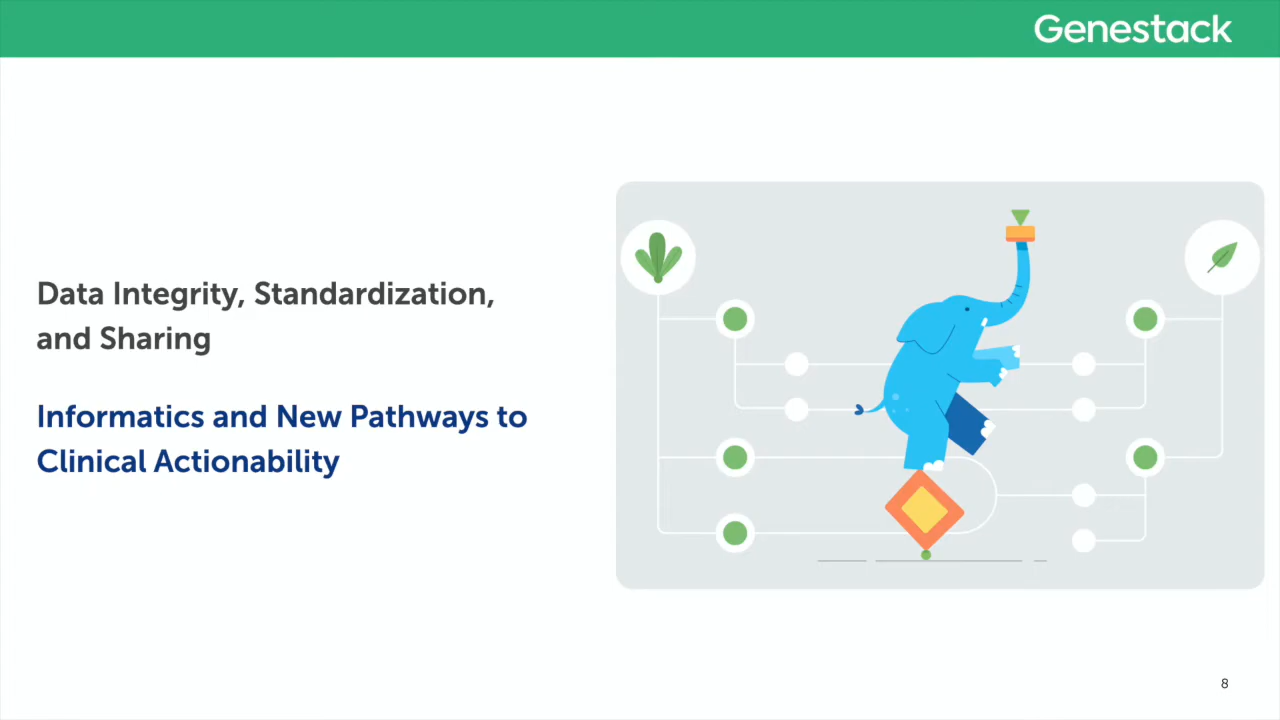 Genestack
Data Integrity, Standardization,
and Sharing
Informatics and New Pathways to
Clinical Actionability
8